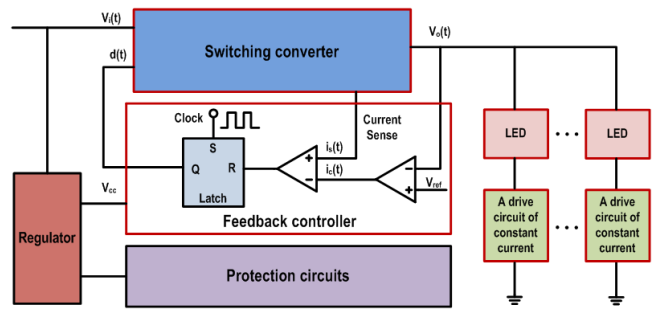 Vi(t)
Vo(t)
d(t)
Switching converter
Clock
Current
Sense
S
is(t)
Q
R
ic(t)
LED
LED
Vcc
Vref
Latch
Feedback controller
A drive
circuit of
constant
current
A drive
circuit of
constant
current
Regulator
Protection circuits